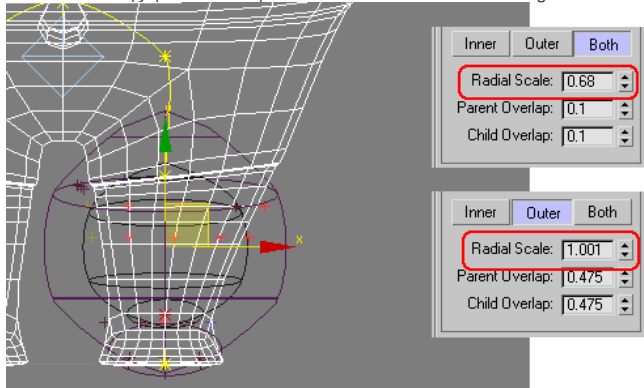 Inner Outer Both
Radial Scale: 0.68
Parent Overlap: 0.1
Child Overlap: 0.1
x
Inner Outer Both
Radial Scale: 1.001
Parent Overlap: 0.475
Child Overlap: 0.475